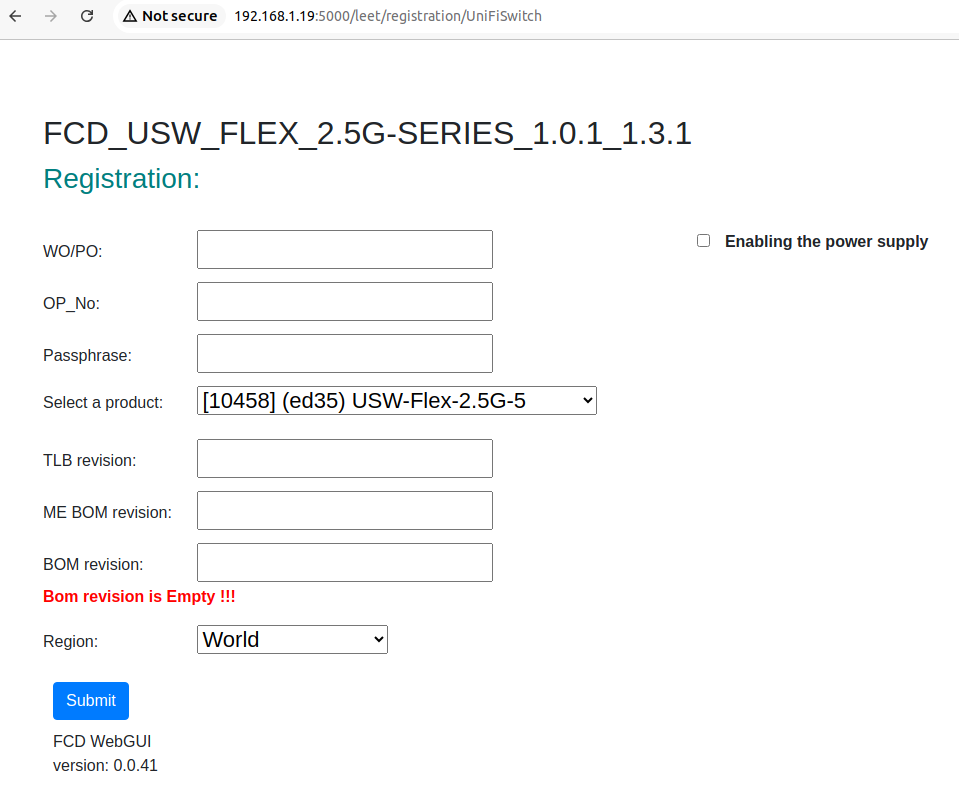 Not secure 192.168.1.19:5000/leet/registration/UniFiSwitch
FCD_USW_FLEX_2.5G-SERIES_1.0.1_1.3.1
Registration:
WO/PO:
Enabling the power supply
OP_No:
Passphrase:
Select a product: [10458] (ed35) USW-Flex-2.5G-5
TLB revision:
ME BOM revision:
BOM revision:
Bom revision is Empty !!!
Region: World
Submit
FCD WebGUI
version: 0.0.41